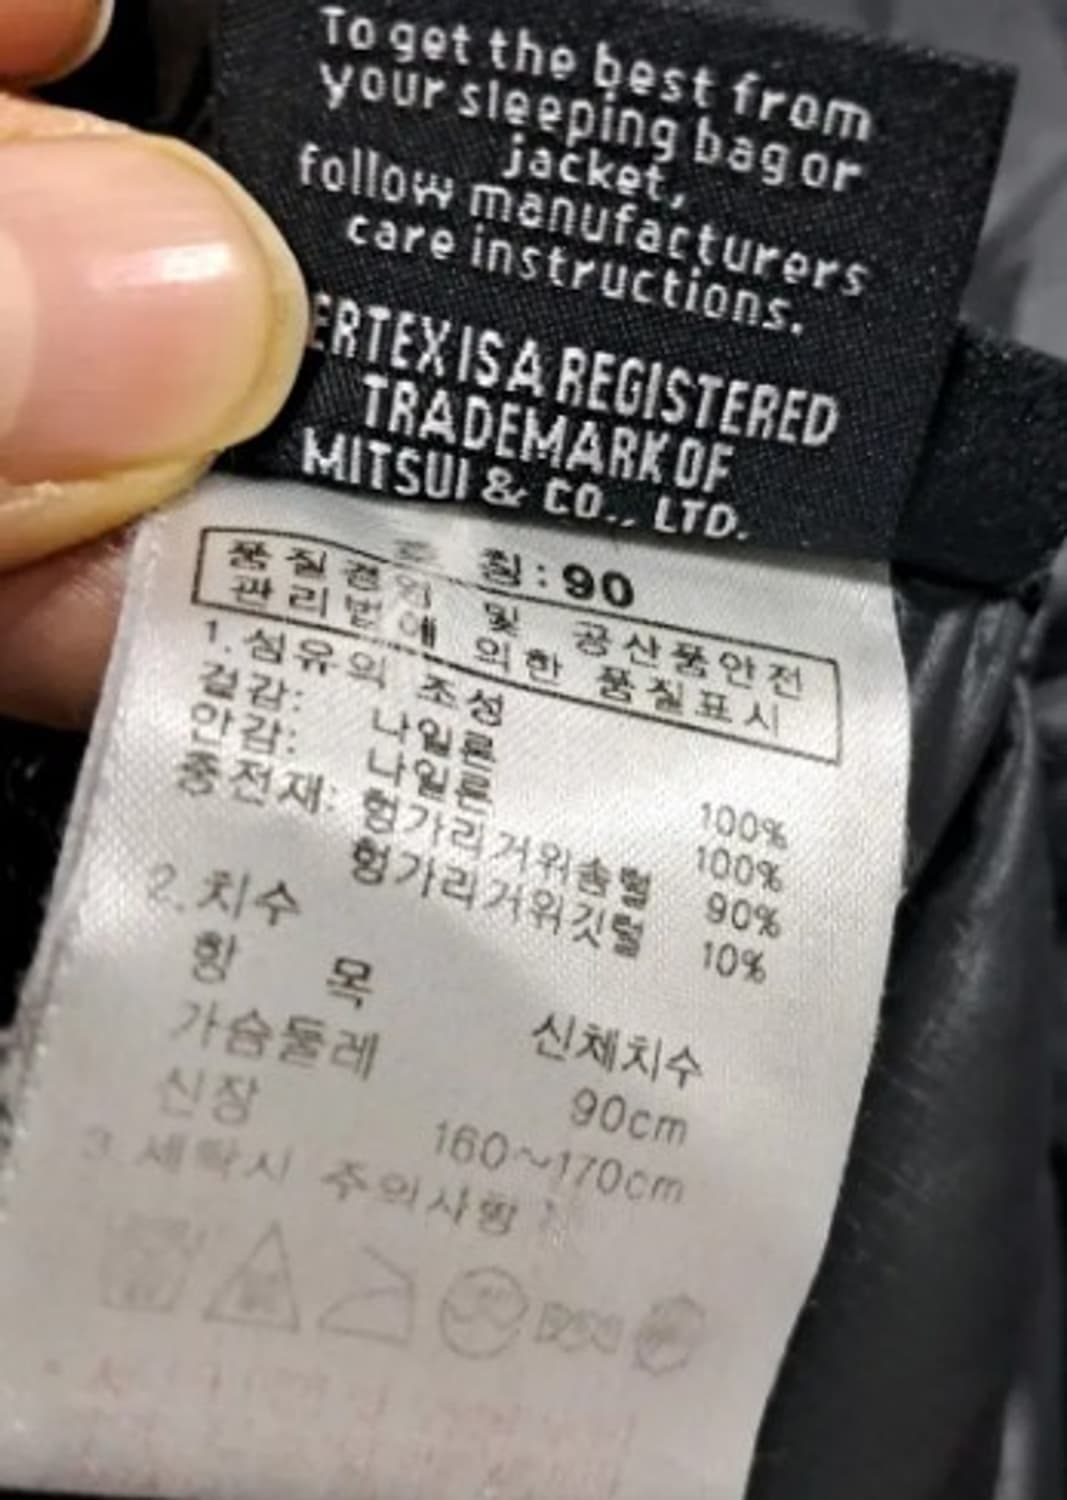 To get the best from
your sleeping bag or
jacket,
follow manufacturers
care instructions.
ERTEX IS A REGISTERED
TRADEMARK OF
MITSUI & CO., LTD.
호 칭:90
품질경영 및 공산품안전
관리법에 의한 품질표시
1.섬유의 조성
겉감: 나일론 100%
안감: 나일론 100%
충전재: 헝가리거위솜털 90%
헝가리거위깃털 10%
2.치수
항 목 신체치수
가슴둘레 90cm
신장 160~170cm
3.세탁시 주의사항